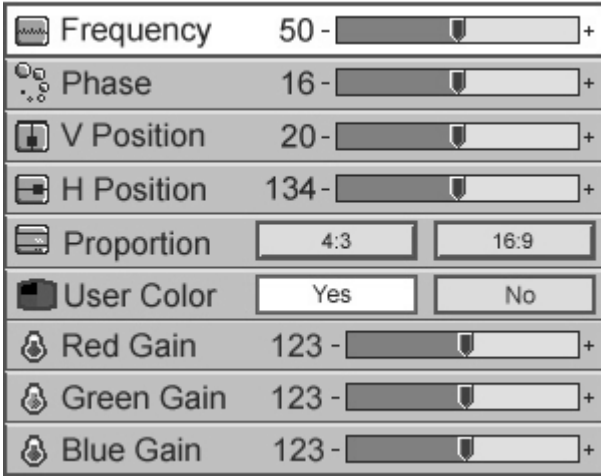 Frequency 50 - +
Phase 16 - +
V Position 20 - +
H Position 134 - +
Proportion 4:3 16:9
User Color Yes No
Red Gain 123 - +
Green Gain 123 - +
Blue Gain 123 - +